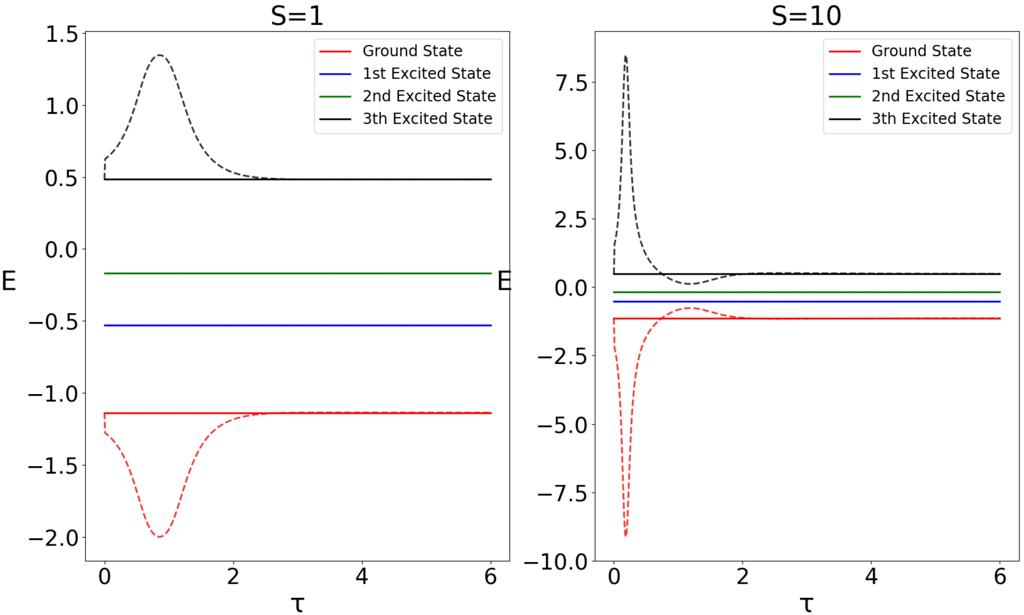 S=1
1.5
1.0
0.5
0.0
−0.5
−1.0
−1.5
−2.0
E
0
2
4
6
τ
Ground State
1st Excited State
2nd Excited State
3th Excited State
S=10
7.5
5.0
2.5
0.0
−2.5
−5.0
−7.5
−10.0
E
0
2
4
6
τ
Ground State
1st Excited State
2nd Excited State
3th Excited State